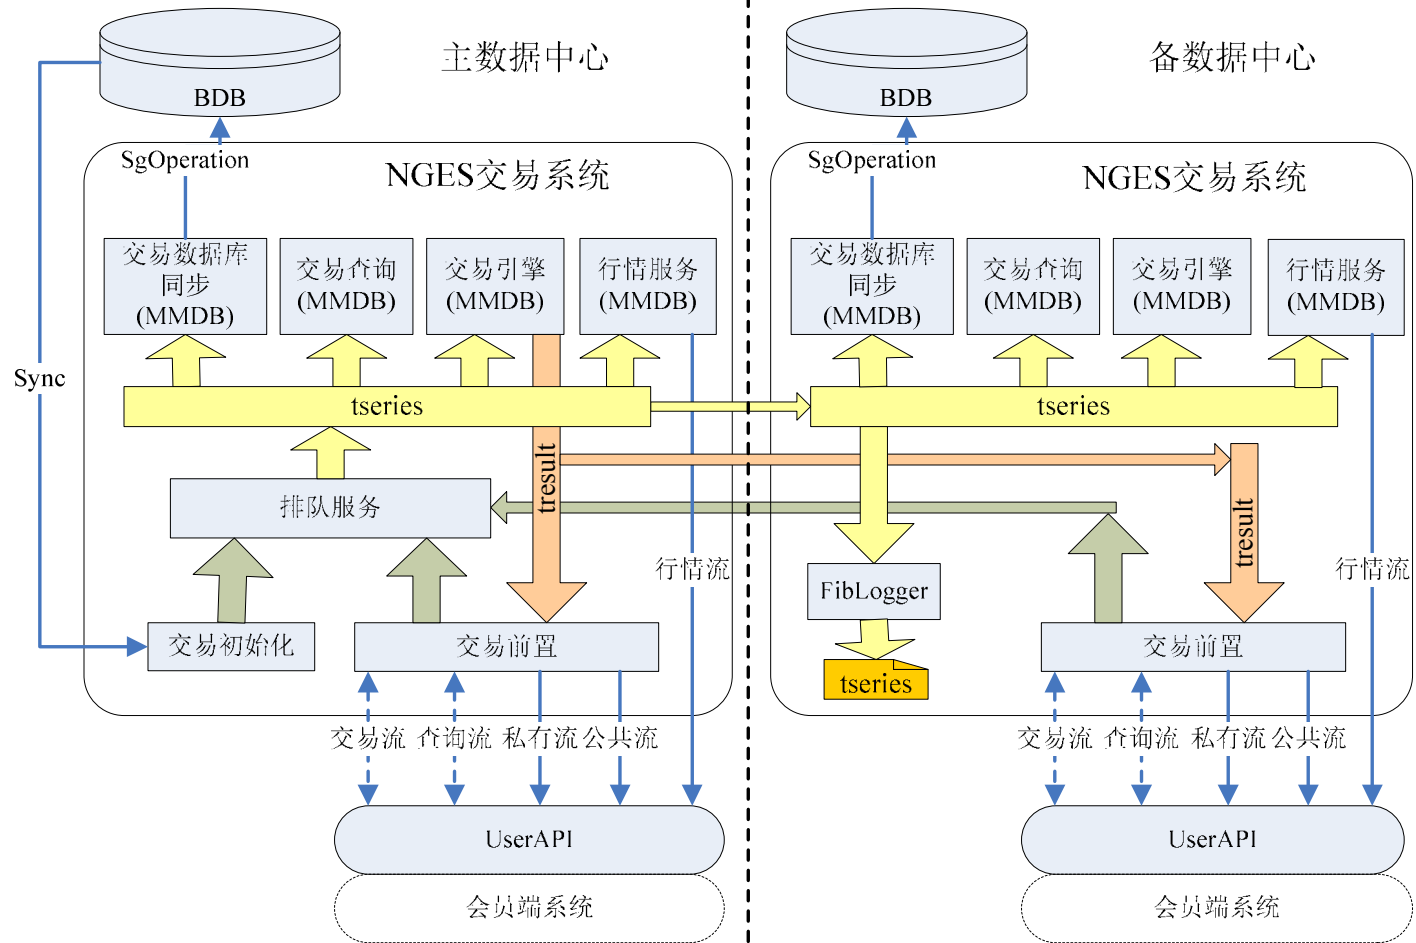 主数据中心
BDB
SgOperation
NGES交易系统
交易数据库
同步
(MMDB)
交易查询
(MMDB)
交易引擎
(MMDB)
行情服务
(MMDB)
Sync
tseries
tresult
排队服务
行情流
交易初始化
交易前置
交易流
查询流
私有流
公共流
UserAPI
会员端系统
备数据中心
BDB
SgOperation
NGES交易系统
交易数据库
同步
(MMDB)
交易查询
(MMDB)
交易引擎
(MMDB)
行情服务
(MMDB)
tseries
tresult
行情流
FibLogger
tseries
交易前置
交易流
查询流
私有流
公共流
UserAPI
会员端系统